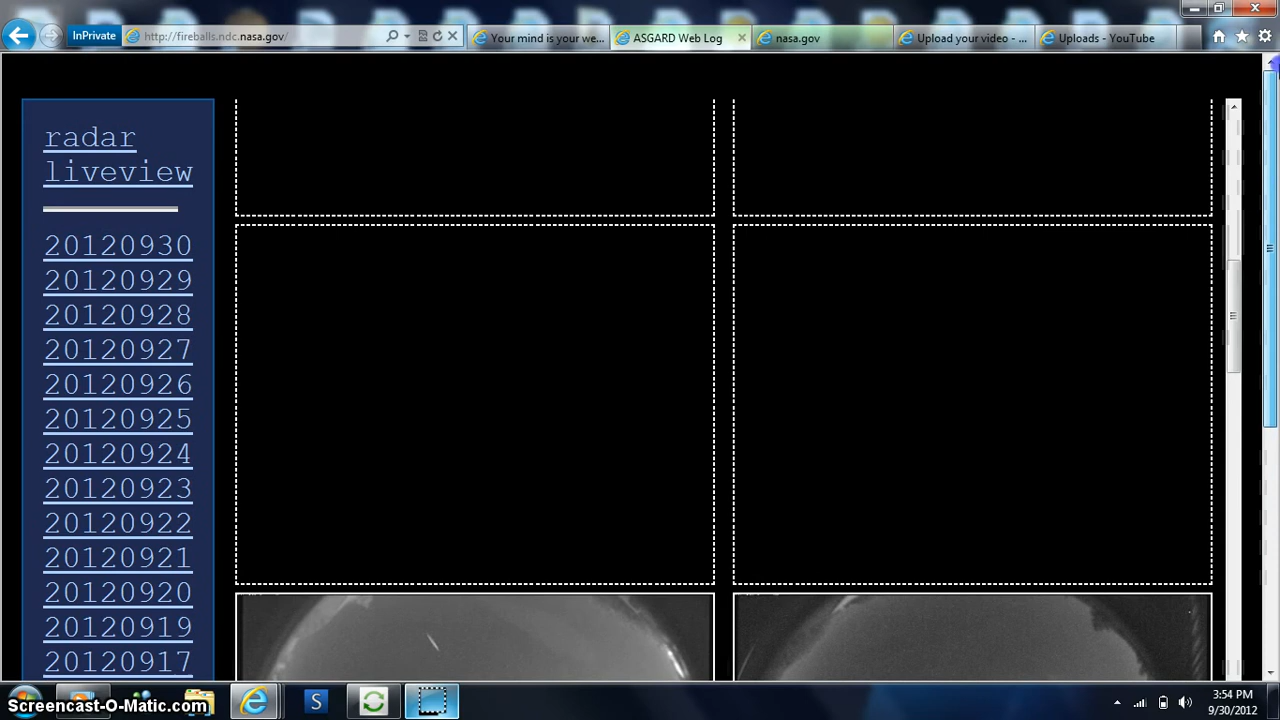 InPrivate
http://fireballs.ndc.nasa.gov/
Your mind is your we...
ASGARD Web Log
nasa.gov
Upload your video - ...
Uploads - YouTube
radar
liveview
20120930
20120929
20120928
20120927
20120926
20120925
20120924
20120923
20120922
20120921
20120920
20120919
20120917
S
3:54 PM
9/30/2012
Screencast-O-Matic.com